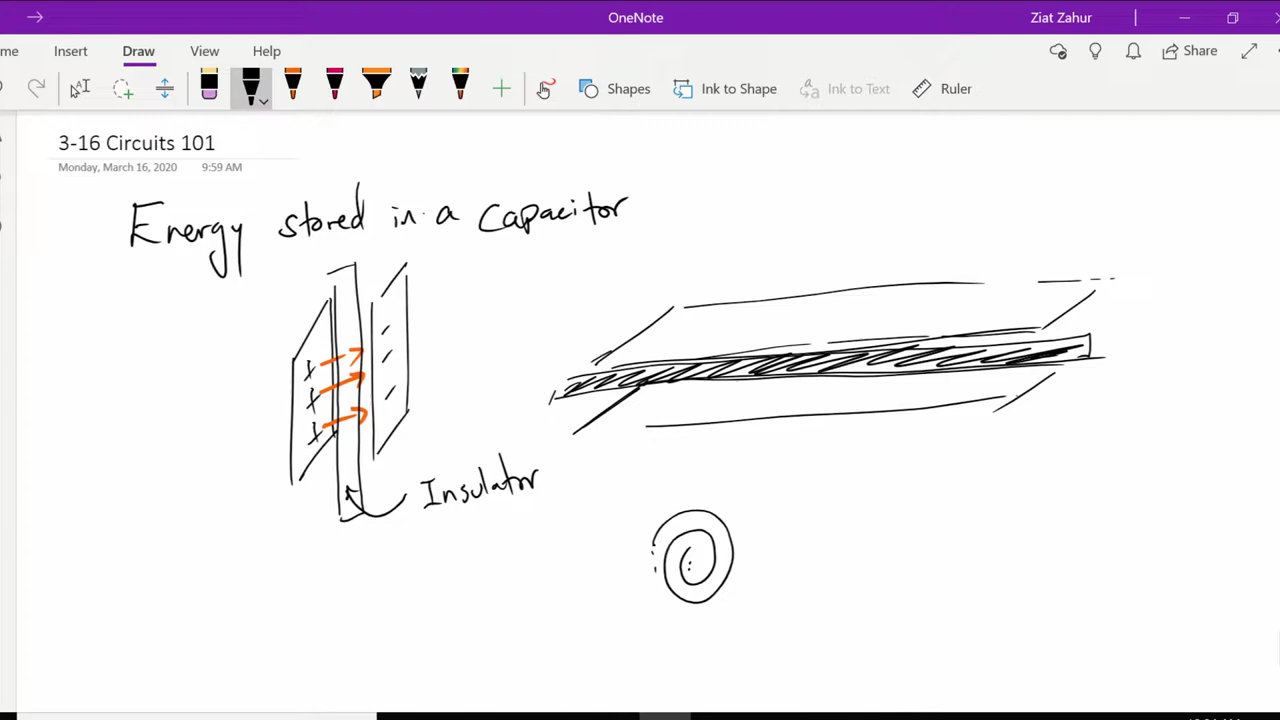 OneNote
Ziat Zahur
Insert Draw View Help
Share
Shapes Ink to Shape Ink to Text Ruler
3-16 Circuits 101
Monday, March 16, 2020 9:59 AM
Energy stored in a capacitor
Insulator